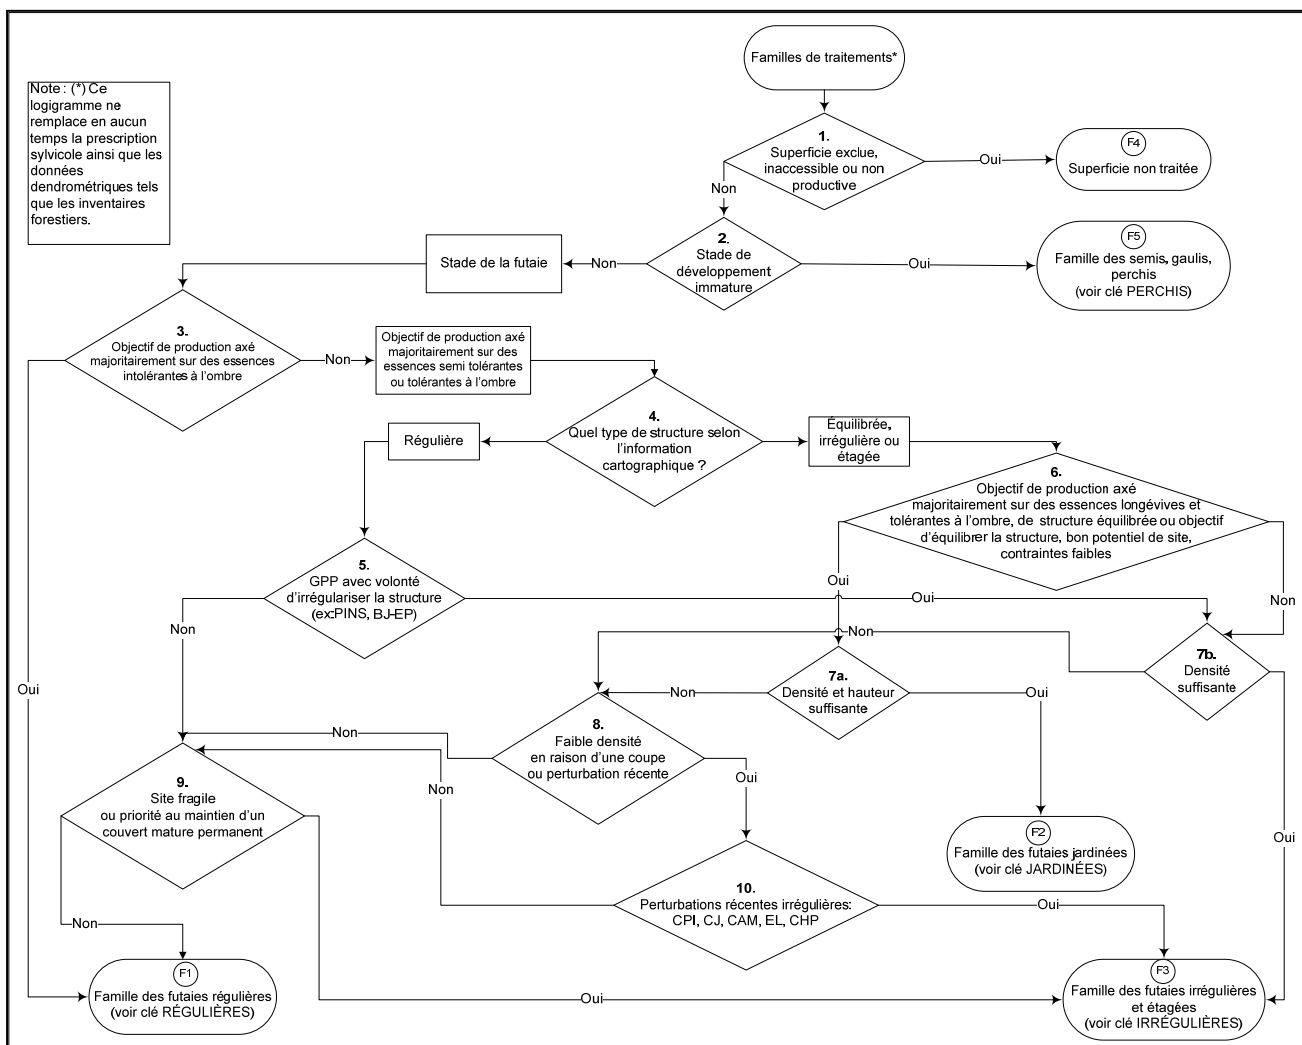 Familles de traitements*
Note : (*) Ce
logigramme ne
remplace en aucun
temps la prescription
sylvicole ainsi que les
données
dendrométriques tels
que les inventaires
forestiers.
1.
Superficie exclue,
inaccessible ou non
productive
Oui
F4
Superficie non traitée
Non
2.
Stade de
développement
immature
Oui
F5
Famille des semis, gaulis,
perchis
(voir clé PERCHIS)
Non
Stade de la futaie
3.
Objectif de production axé
majoritairement sur des essences
intolérantes à l'ombre
Non
Objectif de production axé
majoritairement sur des
essences semi tolérantes
ou tolérantes à l'ombre
4.
Quel type de structure selon
l'information
cartographique ?
Régulière
Équilibrée,
irrégulière ou
étagée
6.
Objectif de production axé
majoritairement sur des essences longévives et
tolérantes à l'ombre, de structure équilibrée ou objectif
d'équilibrer la structure, bon potentiel de site,
contraintes faibles
5.
GPP avec volonté
d'irrégulariser la structure
(ex:PINS, BJ-EP)
Oui
Oui
Non
Non
Non
7b.
Densité
suffisante
7a.
Densité et hauteur
suffisante
Non
Oui
Oui
8.
Faible densité
en raison d'une coupe
ou perturbation récente
Non
Oui
Non
9.
Site fragile
ou priorité au maintien d'un
couvert mature permanent
F2
Famille des futaies jardinées
(voir clé JARDINÉES)
Oui
10.
Perturbations récentes irrégulières:
CPI, CJ, CAM, EL, CHP
Oui
Non
F1
Famille des futaies régulières
(voir clé RÉGULIÈRES)
Oui
F3
Famille des futaies irrégulières
et étagées
(voir clé IRRÉGULIÈRES)